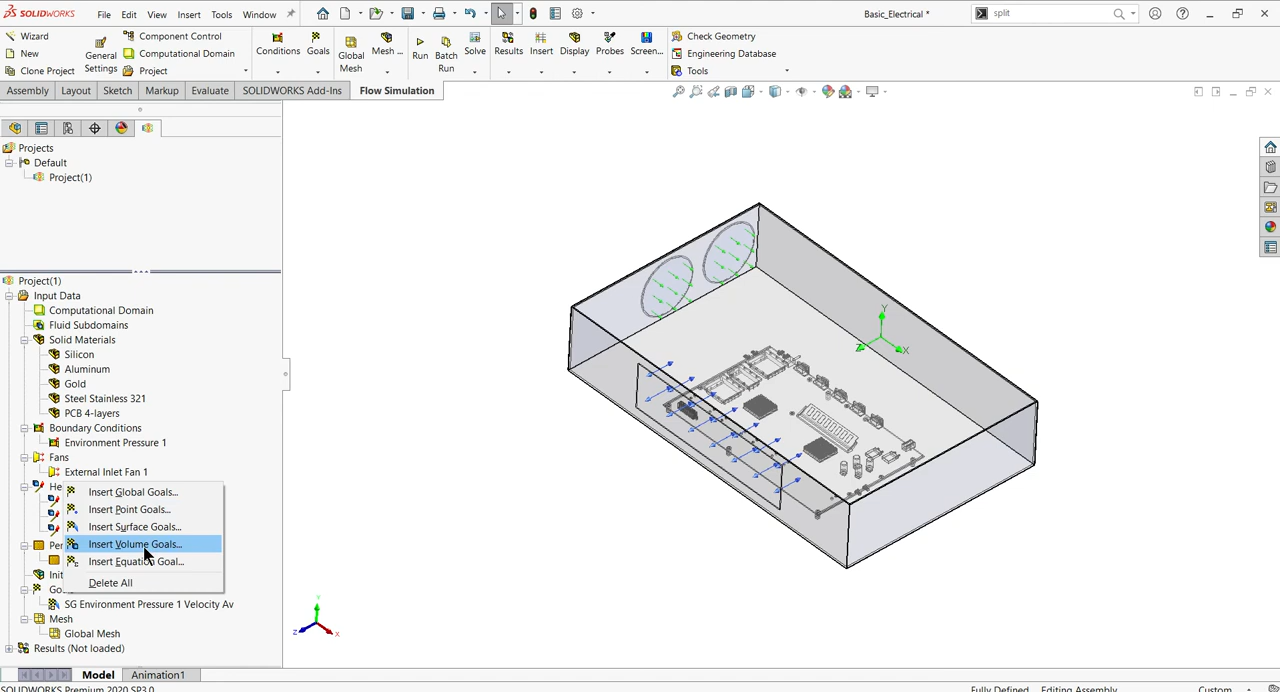 SOLIDWORKS File Edit View Insert Tools Window Basic_Electrical * split
Wizard
New
Clone Project
General Settings
Component Control
Computational Domain
Project
Conditions
Goals
Global Mesh
Mesh ...
Run
Batch Run
Solve
Results
Insert
Display
Probes
Screen...
Check Geometry
Engineering Database
Tools
Assembly Layout Sketch Markup Evaluate SOLIDWORKS Add-Ins Flow Simulation
Projects
Default
Project(1)
Project(1)
Input Data
Computational Domain
Fluid Subdomains
Solid Materials
Silicon
Aluminum
Gold
Steel Stainless 321
PCB 4-layers
Boundary Conditions
Environment Pressure 1
Fans
External Inlet Fan 1
He
Insert Global Goals...
Insert Point Goals...
Insert Surface Goals...
Insert Volume Goals...
Per
Insert Equation Goal...
Init
Delete All
Go
SG Environment Pressure 1 Velocity Av
Mesh
Global Mesh
Results (Not loaded)
Y
X
Z
Y
Z
X
Model Animation1
SOLIDWORKS Premium 2020 SP3.0 Fully Defined Editing Assembly Custom